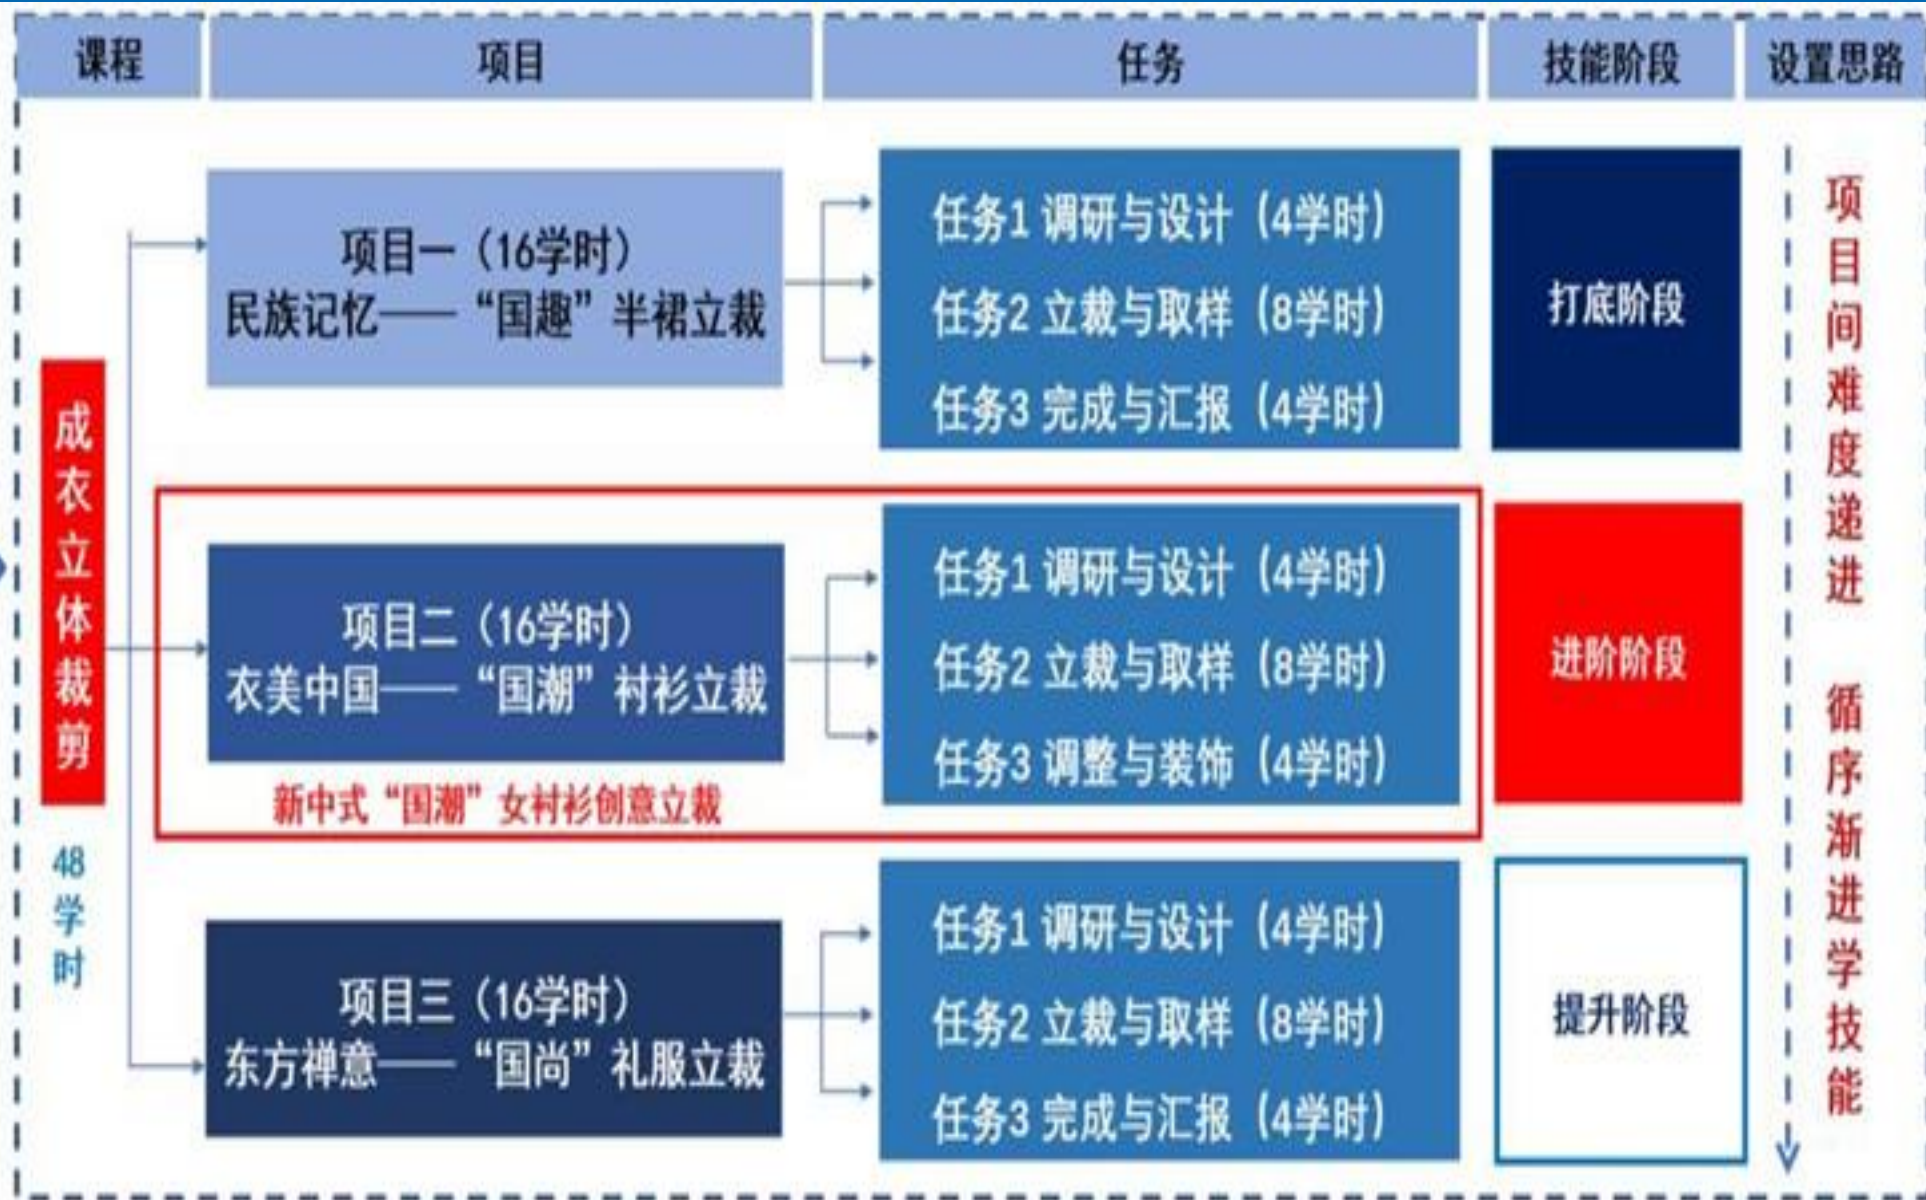 课程
项目
任务
技能阶段
设置思路
成衣立体裁剪
48学时
项目一（16学时）
民族记忆——“国趣”半裙立裁
任务1 调研与设计（4学时）
任务2 立裁与取样（8学时）
任务3 完成与汇报（4学时）
打底阶段
项目二（16学时）
衣美中国——“国潮”衬衫立裁
新中式“国潮”女衬衫创意立裁
任务1 调研与设计（4学时）
任务2 立裁与取样（8学时）
任务3 调整与装饰（4学时）
进阶阶段
项目三（16学时）
东方禅意——“国尚”礼服立裁
任务1 调研与设计（4学时）
任务2 立裁与取样（8学时）
任务3 完成与汇报（4学时）
提升阶段
项目间难度递进 循序渐进学技能